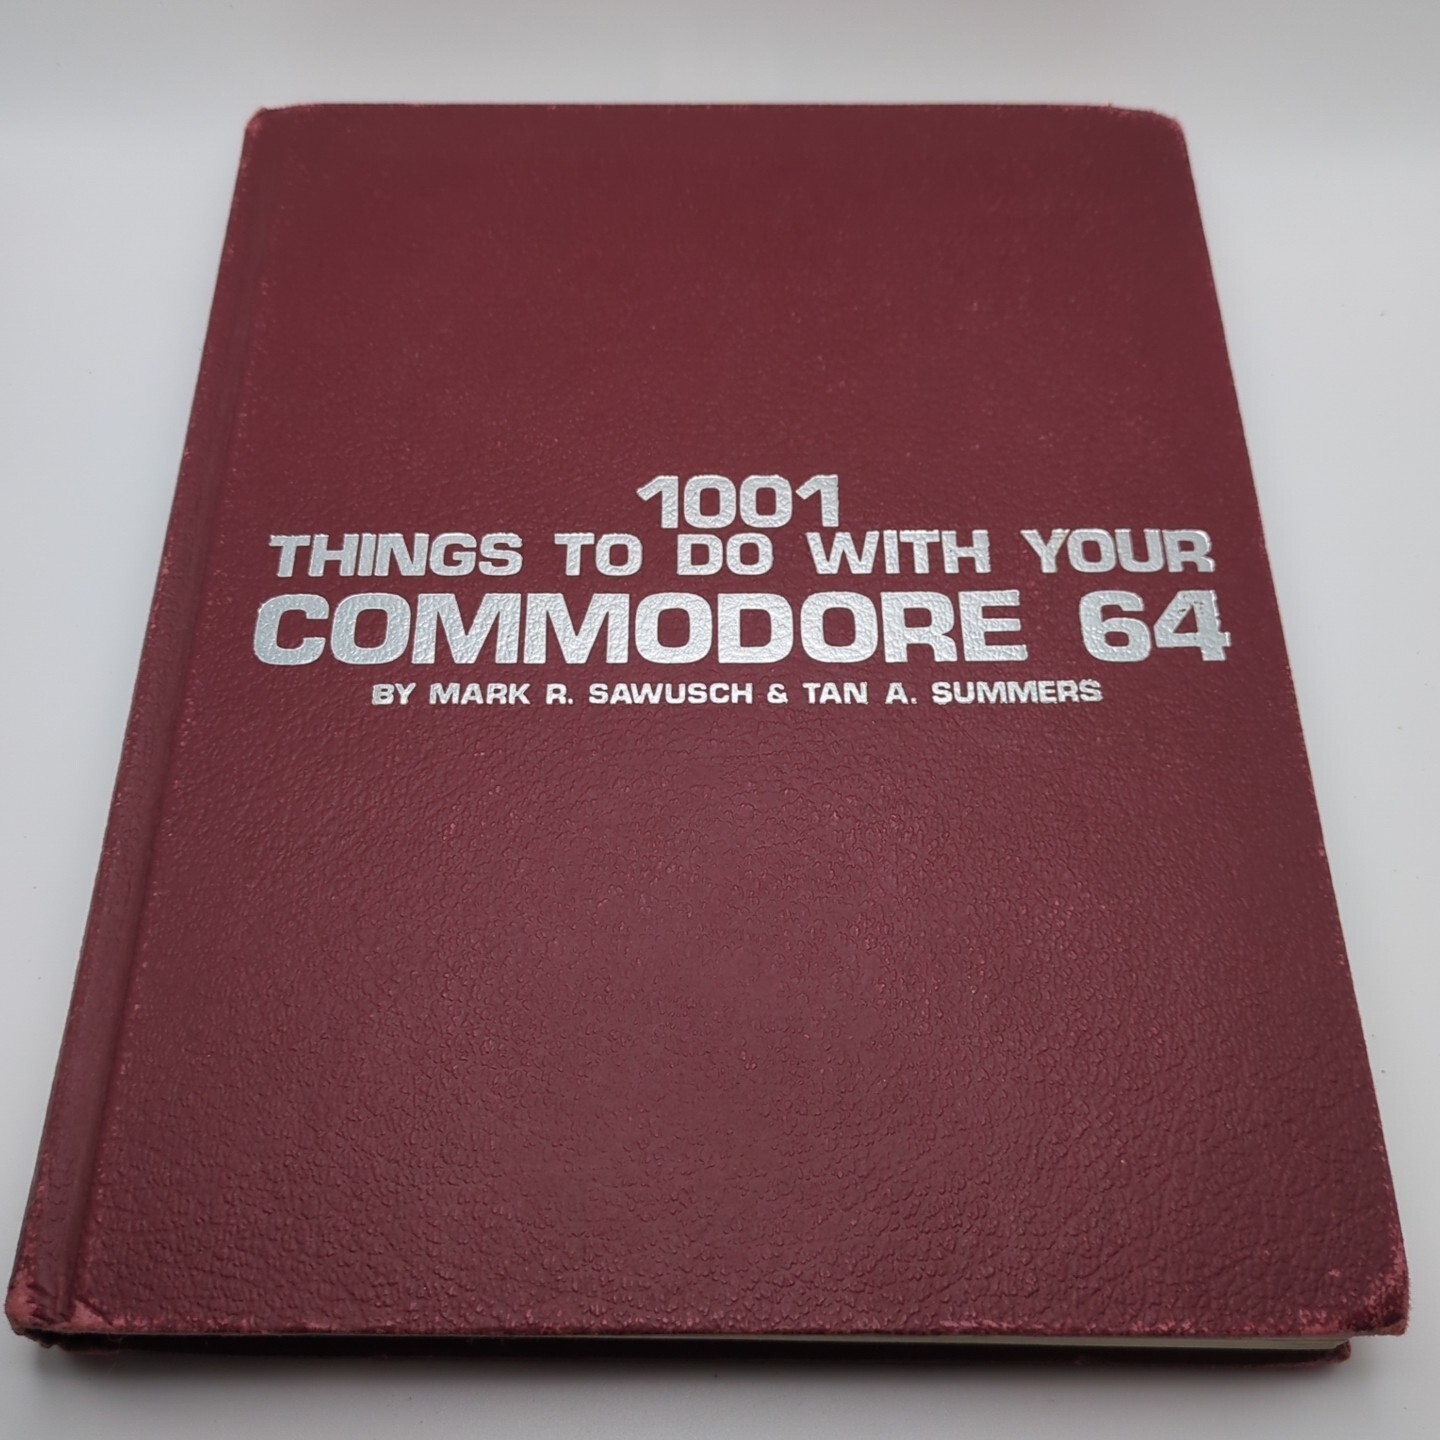 1001
THINGS TO DO WITH YOUR
COMMODORE 64
BY MARK R. SAWUSCH & TAN A. SUMMERS